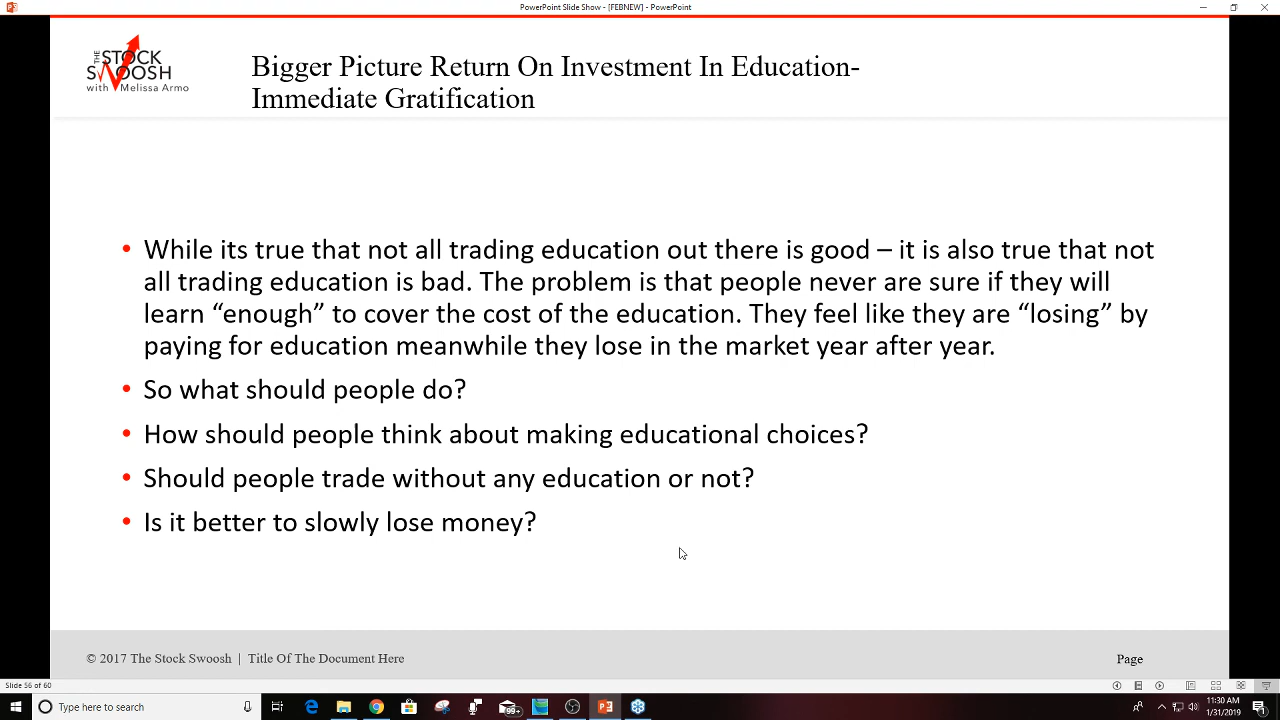 PowerPoint Slide Show - [FEBNEW] - PowerPoint
THE STOCK
SWOOSH
with Melissa Armo
Bigger Picture Return On Investment In Education-
Immediate Gratification
• While its true that not all trading education out there is good – it is also true that not
all trading education is bad. The problem is that people never are sure if they will
learn “enough” to cover the cost of the education. They feel like they are “losing” by
paying for education meanwhile they lose in the market year after year.
• So what should people do?
• How should people think about making educational choices?
• Should people trade without any education or not?
• Is it better to slowly lose money?
© 2017 The Stock Swoosh | Title Of The Document Here
Page
Slide 56 of 60
Type here to search
99+
11:30 AM
1/31/2019